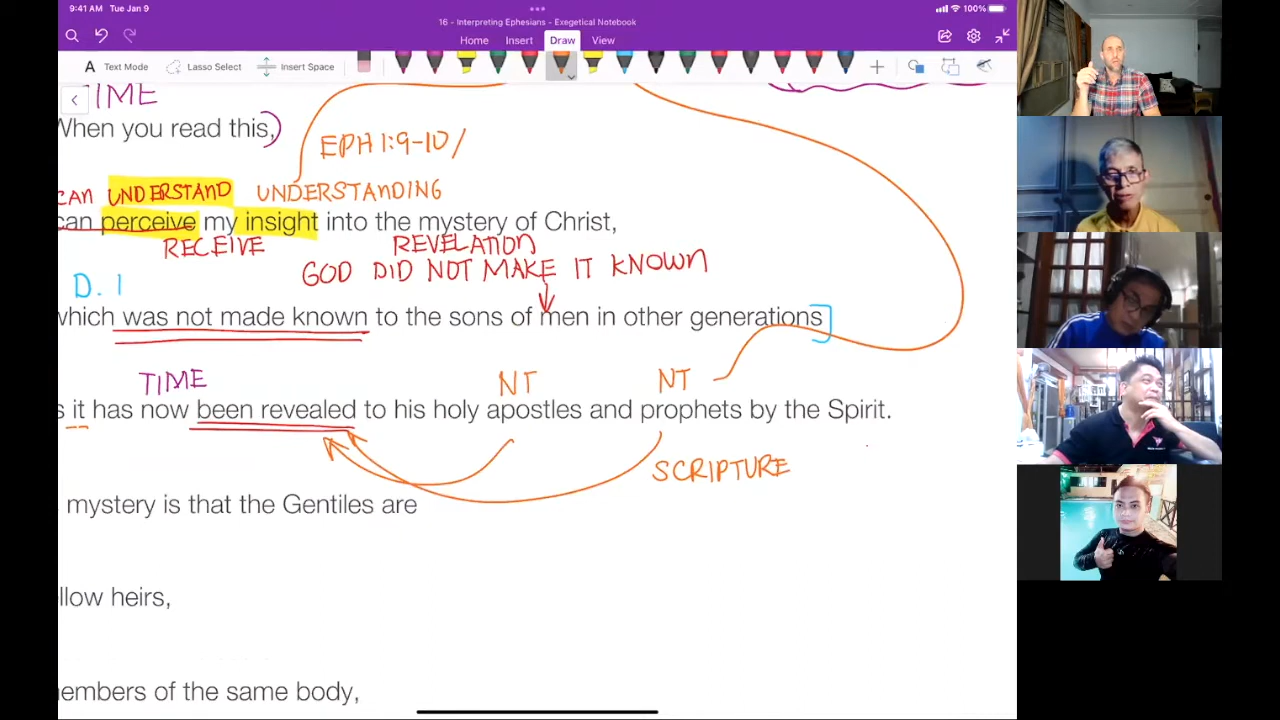 9:41 AM Tue Jan 9
100%
16 - Interpreting Ephesians - Exegetical Notebook
Home Insert Draw View
A Text Mode Lasso Select Insert Space
TIME
When you read this,)
EPH 1:9-10/
CAN UNDERSTAND UNDERSTANDING
can perceive my insight into the mystery of Christ,
RECEIVE REVELATION
GOD DID NOT MAKE IT KNOWN
D. 1
which was not made known to the sons of men in other generations]
TIME NT NT
s it has now been revealed to his holy apostles and prophets by the Spirit.
SCRIPTURE
mystery is that the Gentiles are
llow heirs,
members of the same body,